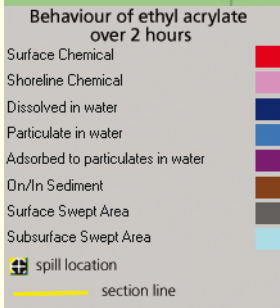 Behaviour of ethyl acrylate
over 2 hours
Surface Chemical
Shoreline Chemical
Dissolved in water
Particulate in water
Adsorbed to particulates in water
On/In Sediment
Surface Swept Area
Subsurface Swept Area
spill location
section line